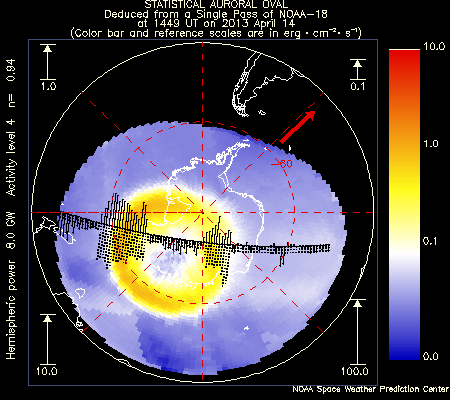 STATISTICAL AURORAL OVAL
Deduced from a Single Pass of NOAA-18
at 1449 UT on 2013 April 14
(Color bar and reference scales are in erg·cm⁻²·s⁻¹)
Hemispheric power 8.0 GW Activity level 4 n= 0.94
1.0
0.1
10.0
100.0
-60
10.0
1.0
0.1
0.0
NOAA Space Weather Prediction Center